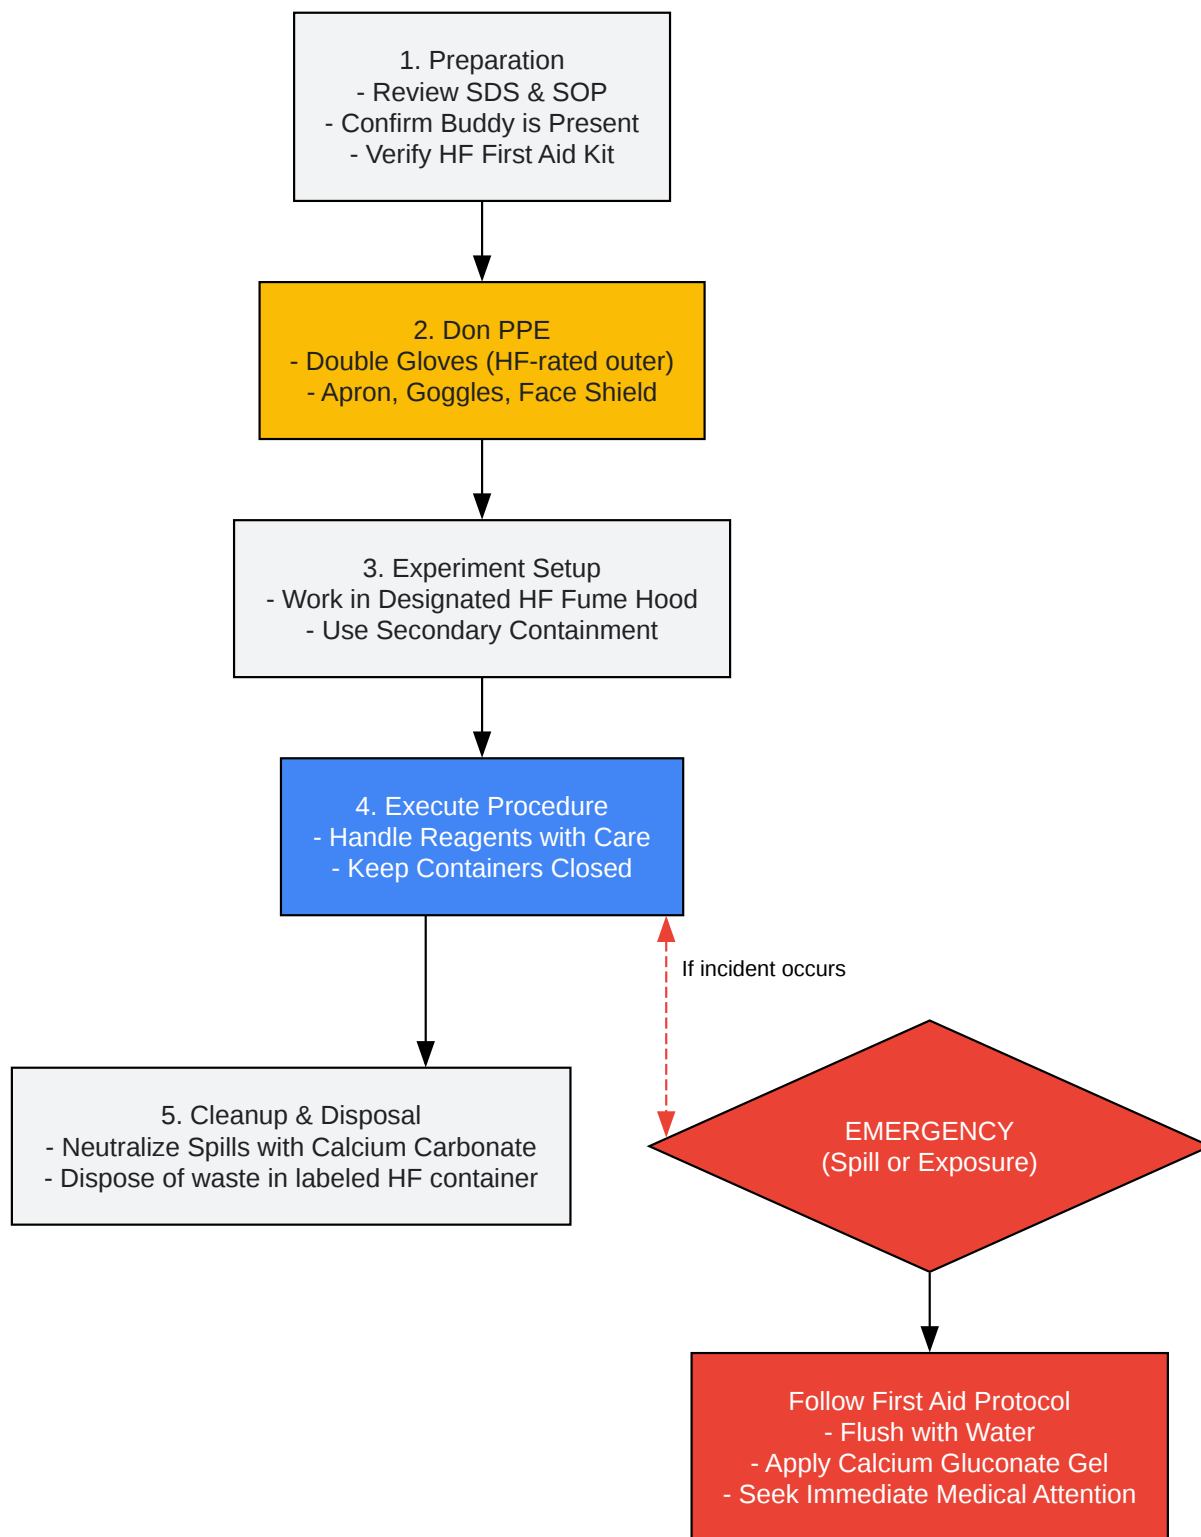 1. Preparation
- Review SDS & SOP
- Confirm Buddy is Present
- Verify HF First Aid Kit
2. Don PPE
- Double Gloves (HF-rated outer)
- Apron, Goggles, Face Shield
3. Experiment Setup
- Work in Designated HF Fume Hood
- Use Secondary Containment
4. Execute Procedure
- Handle Reagents with Care
- Keep Containers Closed
If incident occurs
5. Cleanup & Disposal
- Neutralize Spills with Calcium Carbonate
- Dispose of waste in labeled HF container
EMERGENCY
(Spill or Exposure)
Follow First Aid Protocol
- Flush with Water
- Apply Calcium Gluconate Gel
- Seek Immediate Medical Attention